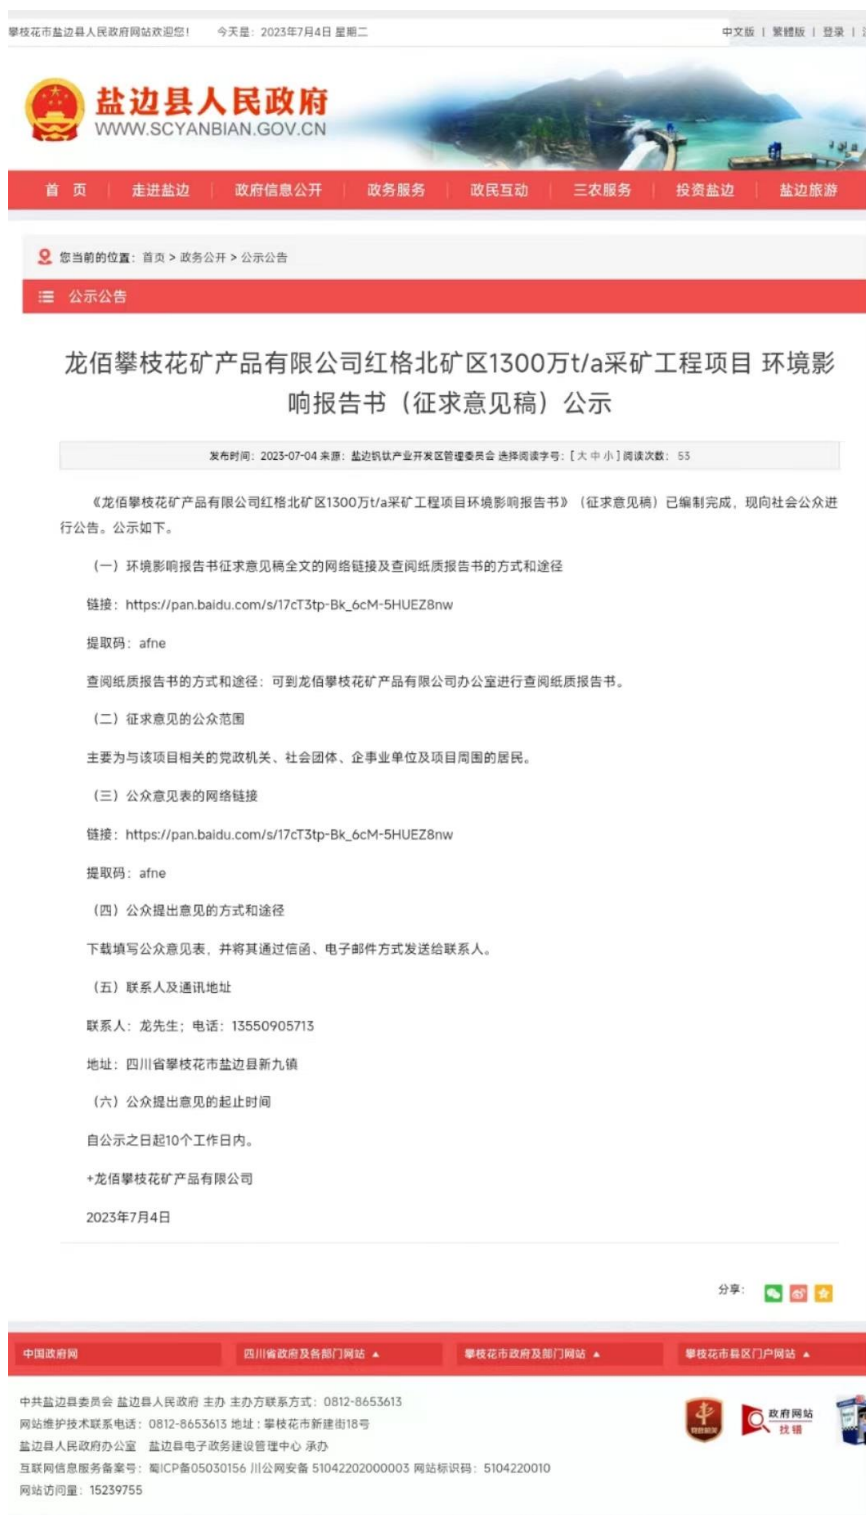 攀枝花市盐边县人民政府网站欢迎您！ 今天是：2023年7月4日 星期二 中文版 | 繁體版 | 登录 |
盐边县人民政府
WWW.SCYANBIAN.GOV.CN
首 页 走进盐边 政府信息公开 政务服务 政民互动 三农服务 投资盐边 盐边旅游
您当前的位置：首页 > 政务公开 > 公示公告
公示公告
龙佰攀枝花矿产品有限公司红格北矿区1300万t/a采矿工程项目 环境影
响报告书（征求意见稿）公示
发布时间：2023-07-04 来源：盐边钒钛产业开发区管理委员会 选择阅读字号：[ 大 中 小 ] 阅读次数： 53
《龙佰攀枝花矿产品有限公司红格北矿区1300万t/a采矿工程项目环境影响报告书》（征求意见稿）已编制完成，现向社会公众进
行公告。公示如下。
（一）环境影响报告书征求意见稿全文的网络链接及查阅纸质报告书的方式和途径
链接：https://pan.baidu.com/s/17cT3tp-Bk_6cM-5HUEZ8nw
提取码：afne
查阅纸质报告书的方式和途径：可到龙佰攀枝花矿产品有限公司办公室进行查阅纸质报告书。
（二）征求意见的公众范围
主要为与该项目相关的党政机关、社会团体、企事业单位及项目周围的居民。
（三）公众意见表的网络链接
链接：https://pan.baidu.com/s/17cT3tp-Bk_6cM-5HUEZ8nw
提取码：afne
（四）公众提出意见的方式和途径
下载填写公众意见表，并将其通过信函、电子邮件方式发送给联系人。
（五）联系人及通讯地址
联系人：龙先生；电话：13550905713
地址：四川省攀枝花市盐边县新九镇
（六）公众提出意见的起止时间
自公示之日起10个工作日内。
+龙佰攀枝花矿产品有限公司
2023年7月4日
分享：
中国政府网 四川省政府及各部门网站 ▲ 攀枝花市政府及部门网站 ▲ 攀枝花市县区门户网站 ▲
中共盐边县委员会 盐边县人民政府 主办 主办方联系方式：0812-8653613
网站维护技术联系电话：0812-8653613 地址：攀枝花市新建街18号
盐边县人民政府办公室 盐边县电子政务建设管理中心 承办
互联网信息服务备案号：蜀ICP备05030156 川公网安备 51042202000003 网站标识码：5104220010
网站访问量：15239755
党政机关
政府网站
找错